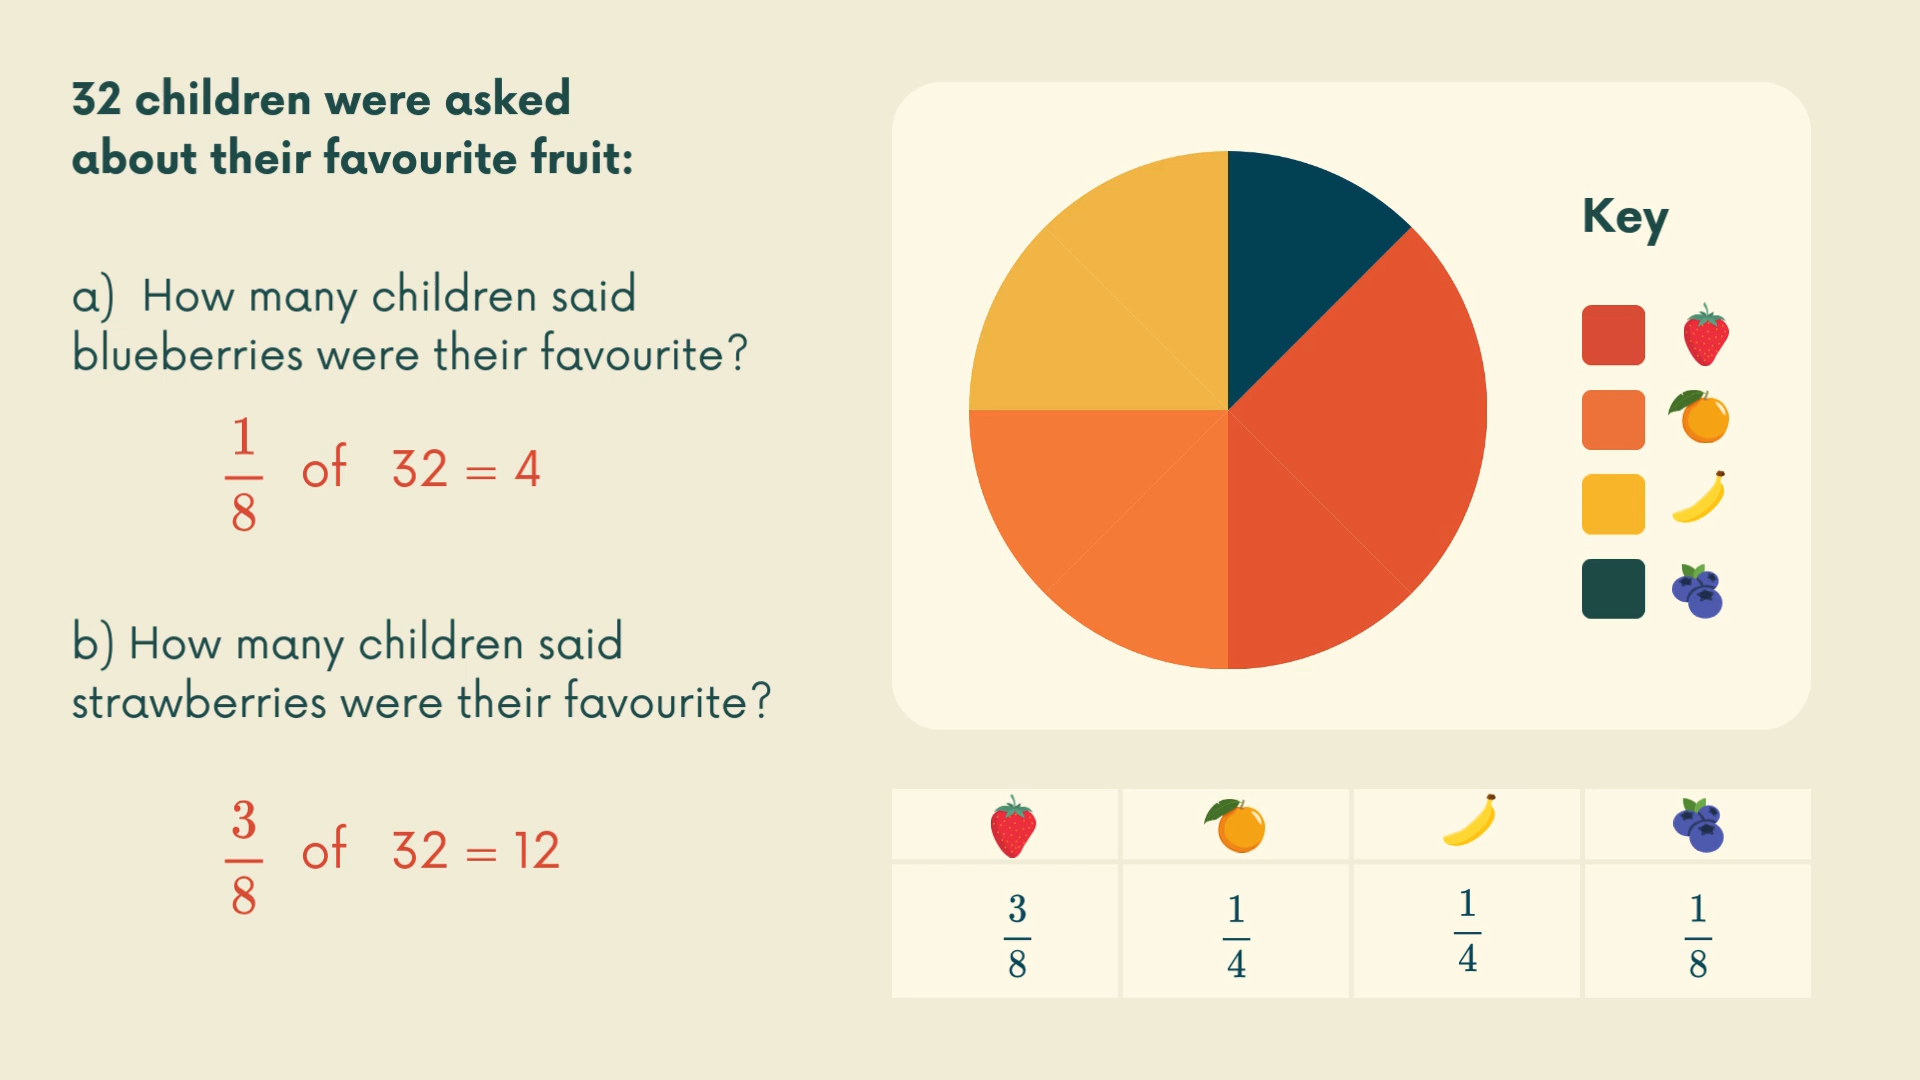 32 children were asked
about their favourite fruit:
a) How many children said
blueberries were their favourite?
1/8 of 32 = 4
b) How many children said
strawberries were their favourite?
3/8 of 32 = 12
Key
3/8 1/4 1/4 1/8